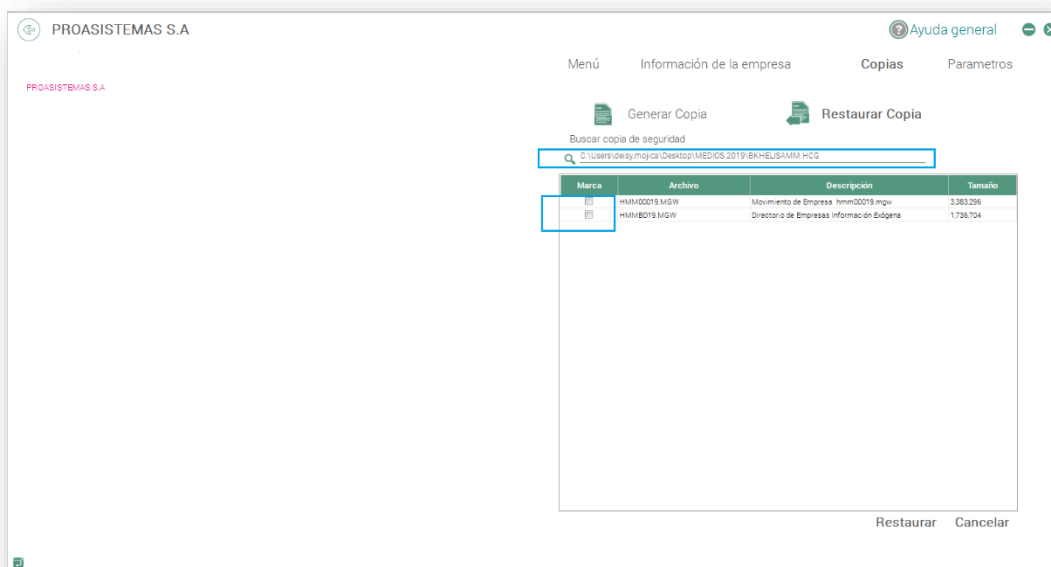 PROASISTEMAS S.A
Ayuda general
Menú Información de la empresa Copias Parametros
PROASISTEMAS S.A
Generar Copia Restaurar Copia
Buscar copia de seguridad
C:\Users\deisy.mojica\Desktop\MEDIOS 2019\BKHELISAMM.HCG
Marca Archivo Descripción Tamaño
HMM00019.MGW Movimiento de Empresa hmm00019.mgw 3,383,296
HMMBD19.MGW Directorio de Empresas Información Exógena 1,736,704
Restaurar Cancelar